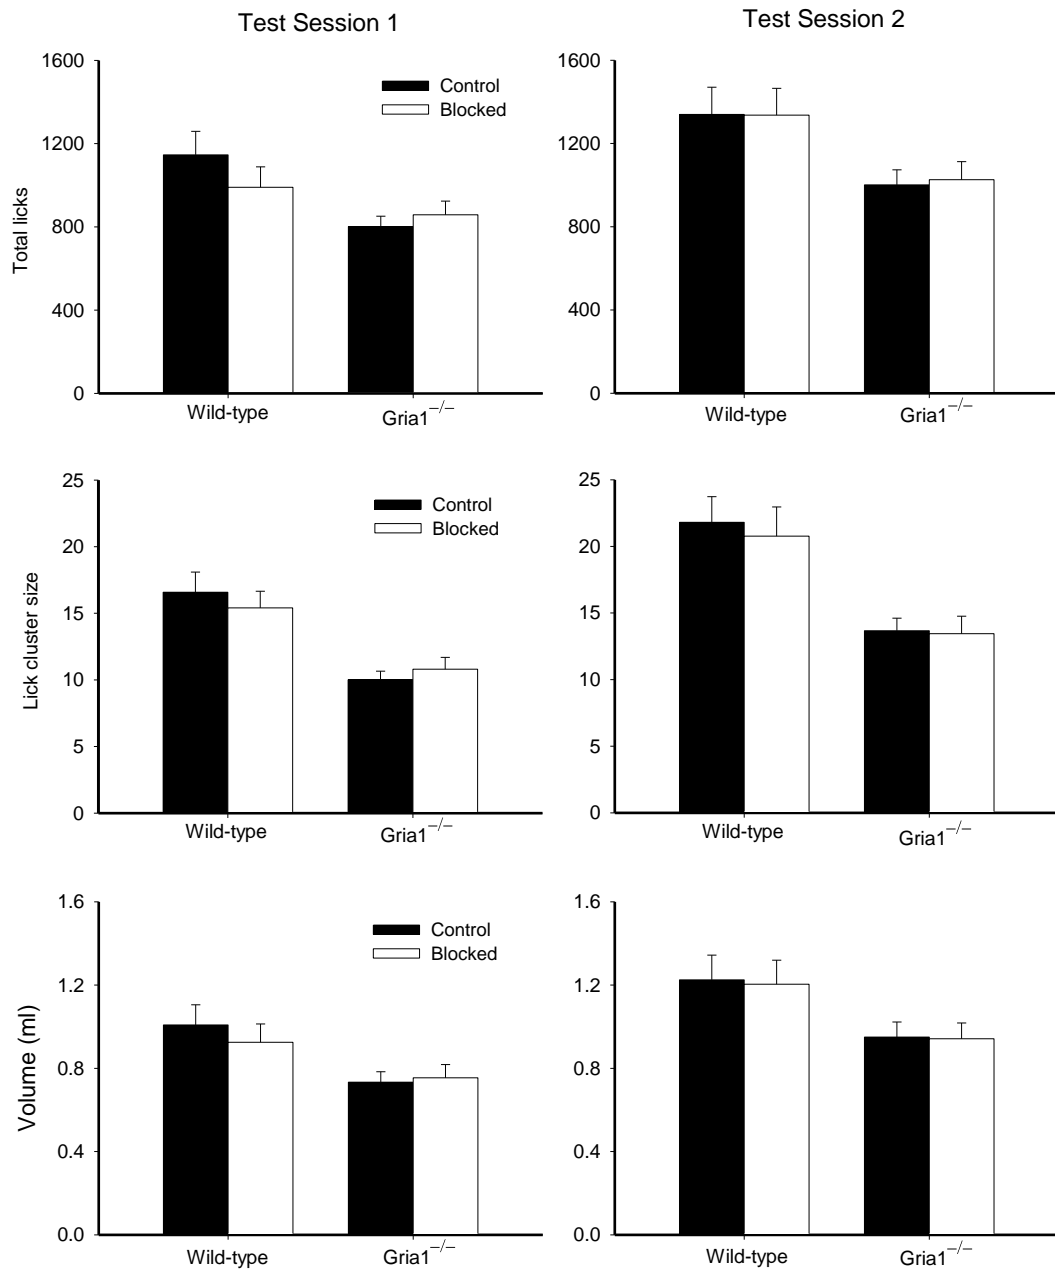 Test Session 1
Test Session 2
1600
1200
800
400
0
Total licks
Control
Blocked
Wild-type
Gria1−/−
1600
1200
800
400
0
Wild-type
Gria1−/−
25
20
15
10
5
0
Lick cluster size
Control
Blocked
Wild-type
Gria1−/−
25
20
15
10
5
0
Wild-type
Gria1−/−
1.6
1.2
0.8
0.4
0.0
Volume (ml)
Control
Blocked
Wild-type
Gria1−/−
1.6
1.2
0.8
0.4
0.0
Wild-type
Gria1−/−